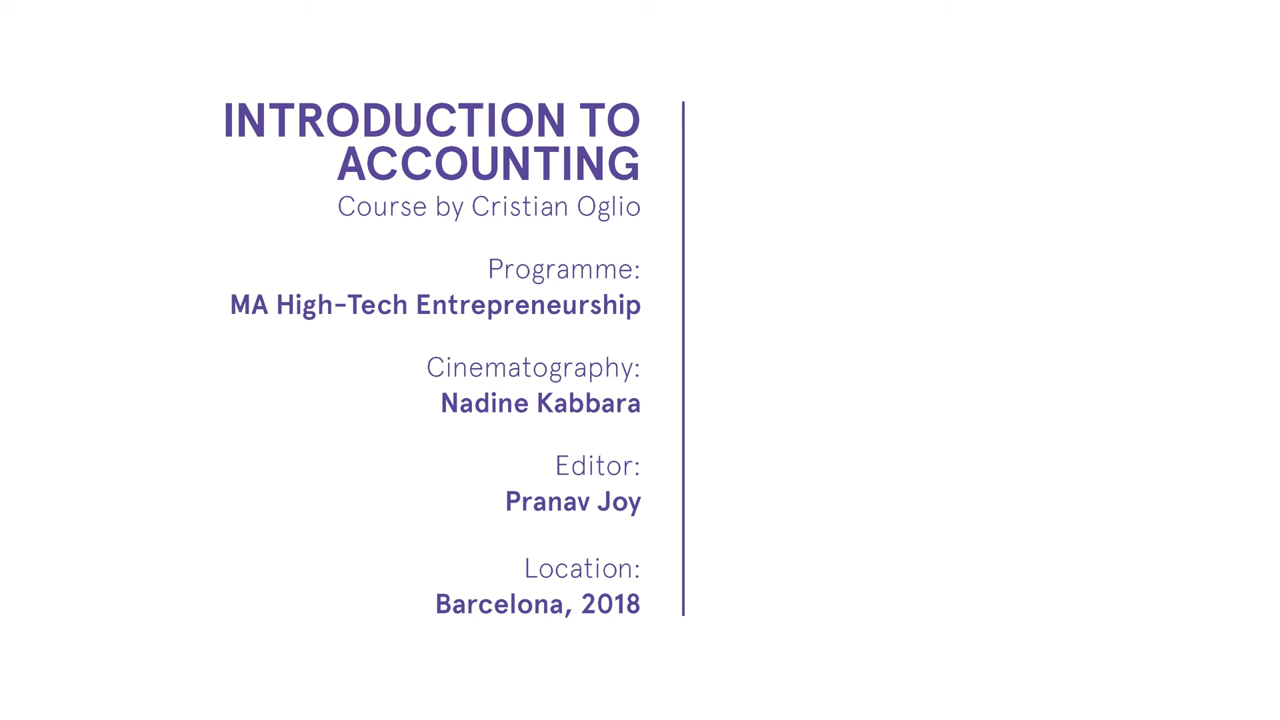 INTRODUCTION TO
ACCOUNTING
Course by Cristian Oglio
Programme:
MA High-Tech Entrepreneurship
Cinematography:
Nadine Kabbara
Editor:
Pranav Joy
Location:
Barcelona, 2018